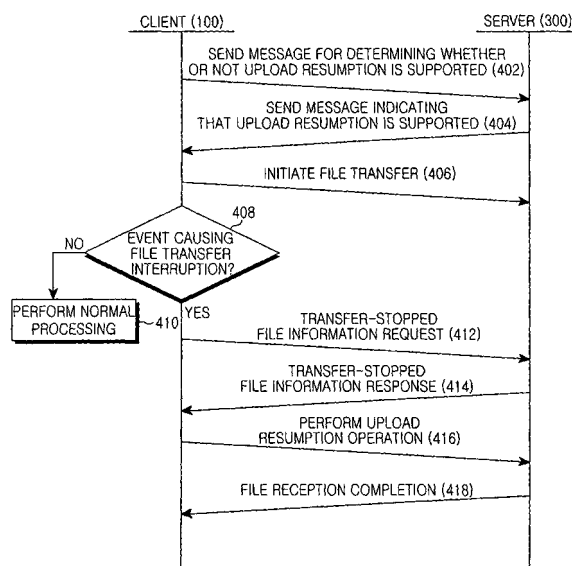 CLIENT (100)
SERVER (300)
SEND MESSAGE FOR DETERMINING WHETHER
OR NOT UPLOAD RESUMPTION IS SUPPORTED (402)
SEND MESSAGE INDICATING
THAT UPLOAD RESUMPTION IS SUPPORTED (404)
INITIATE FILE TRANSFER (406)
408
EVENT CAUSING
FILE TRANSFER
INTERRUPTION?
NO
YES
PERFORM NORMAL
PROCESSING
410
TRANSFER-STOPPED
FILE INFORMATION REQUEST (412)
TRANSFER-STOPPED
FILE INFORMATION RESPONSE (414)
PERFORM UPLOAD
RESUMPTION OPERATION (416)
FILE RECEPTION COMPLETION (418)